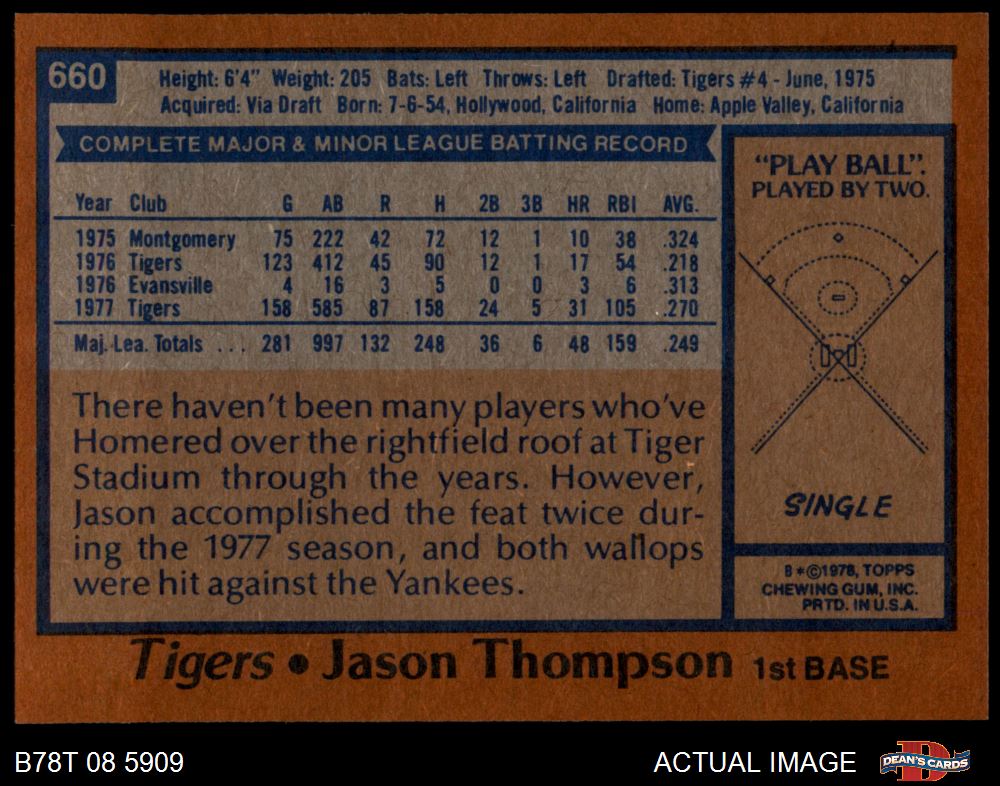 660
Height: 6'4" Weight: 205 Bats: Left Throws: Left Drafted: Tigers #4 - June, 1975
Acquired: Via Draft Born: 7-6-54, Hollywood, California Home: Apple Valley, California
COMPLETE MAJOR & MINOR LEAGUE BATTING RECORD
Year Club G AB R H 2B 3B HR RBI AVG.
1975 Montgomery 75 222 42 72 12 1 10 38 .324
1976 Tigers 123 412 45 90 12 1 17 54 .218
1976 Evansville 4 16 3 5 0 0 3 6 .313
1977 Tigers 158 585 87 158 24 5 31 105 .270
Maj. Lea. Totals ... 281 997 132 248 36 6 48 159 .249
There haven't been many players who've
Homered over the rightfield roof at Tiger
Stadium through the years. However,
Jason accomplished the feat twice dur-
ing the 1977 season, and both wallops
were hit against the Yankees.
"PLAY BALL".
PLAYED BY TWO.
SINGLE
B*©1978, TOPPS
CHEWING GUM, INC.
PRTD. IN U.S.A.
Tigers • Jason Thompson 1st BASE
B78T 08 5909
ACTUAL IMAGE
D
DEAN'S CARDS